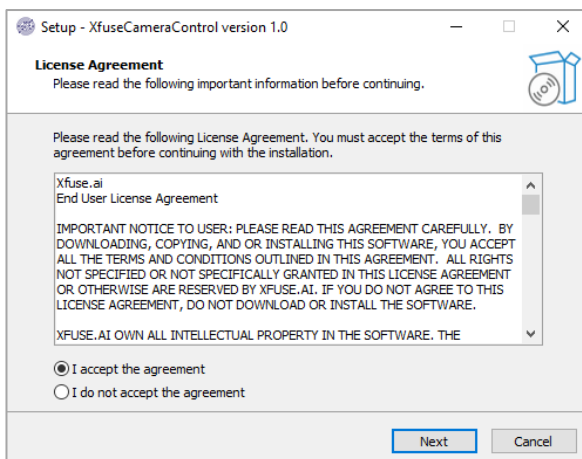 Setup - XfuseCameraControl version 1.0
License Agreement
Please read the following important information before continuing.
Please read the following License Agreement. You must accept the terms of this
agreement before continuing with the installation.
Xfuse.ai
End User License Agreement
IMPORTANT NOTICE TO USER: PLEASE READ THIS AGREEMENT CAREFULLY. BY
DOWNLOADING, COPYING, AND OR INSTALLING THIS SOFTWARE, YOU ACCEPT
ALL THE TERMS AND CONDITIONS OUTLINED IN THIS AGREEMENT. ALL RIGHTS
NOT SPECIFIED OR NOT SPECIFICALLY GRANTED IN THIS LICENSE AGREEMENT
OR OTHERWISE ARE RESERVED BY XFUSE.AI. IF YOU DO NOT AGREE TO THIS
LICENSE AGREEMENT, DO NOT DOWNLOAD OR INSTALL THE SOFTWARE.
XFUSE.AI OWN ALL INTELLECTUAL PROPERTY IN THE SOFTWARE. THE
I accept the agreement
I do not accept the agreement
Next
Cancel